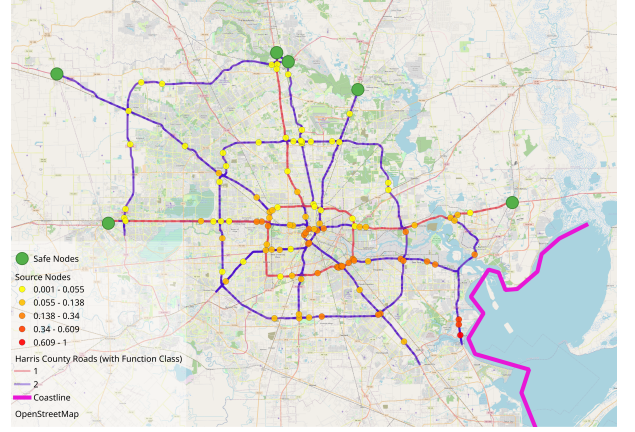 Safe Nodes
Source Nodes
0.001 - 0.055
0.055 - 0.138
0.138 - 0.34
0.34 - 0.609
0.609 - 1
Harris County Roads (with Function Class)
1
2
Coastline
OpenStreetMap